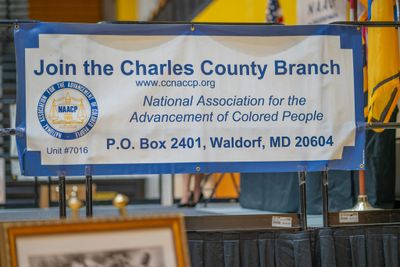 Join the Charles County Branch
www.ccnaacp.org
National Association for the
Advancement of Colored People
NAACP
Unit #7016
P.O. Box 2401, Waldorf, MD 20604